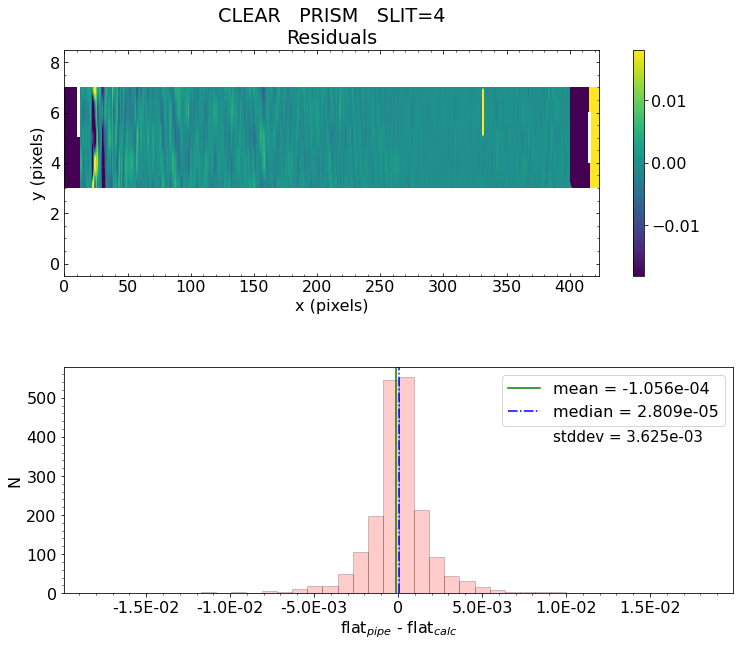 CLEAR   PRISM   SLIT=4
Residuals
8
6
4
2
0
y (pixels)
0 50 100 150 200 250 300 350 400
x (pixels)
0.01
0.00
−0.01
500
400
300
200
100
0
N
mean = -1.056e-04
median = 2.809e-05
stddev = 3.625e-03
-1.5E-02 -1.0E-02 -5.0E-03 0 5.0E-03 1.0E-02 1.5E-02
flat_pipe - flat_calc